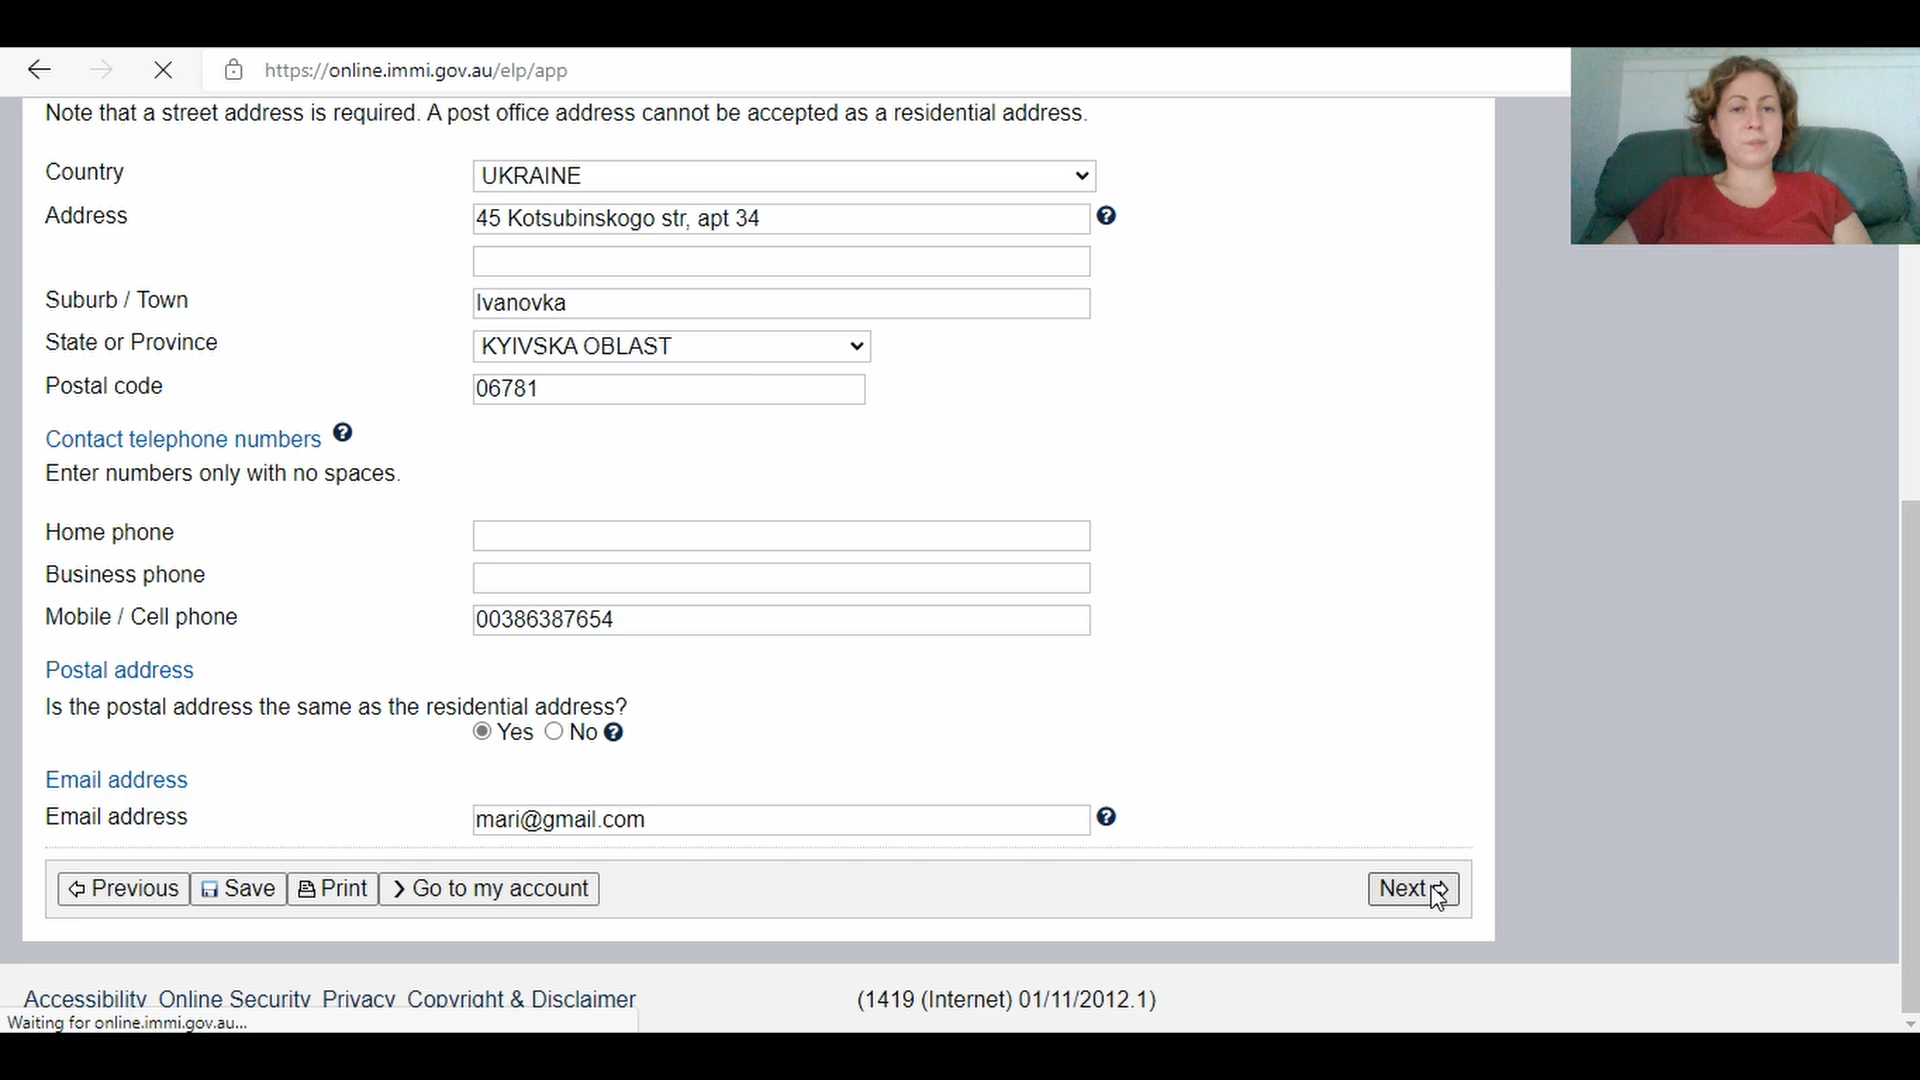 https://online.immi.gov.au/elp/app
Note that a street address is required. A post office address cannot be accepted as a residential address.
Country UKRAINE
Address 45 Kotsubinskogo str, apt 34
Suburb / Town Ivanovka
State or Province KYIVSKA OBLAST
Postal code 06781
Contact telephone numbers
Enter numbers only with no spaces.
Home phone
Business phone
Mobile / Cell phone 00386387654
Postal address
Is the postal address the same as the residential address?
Yes No
Email address
Email address mari@gmail.com
Previous Save Print Go to my account Next
Accessibility Online Security Privacy Copyright & Disclaimer (1419 (Internet) 01/11/2012.1)
Waiting for online.immi.gov.au...